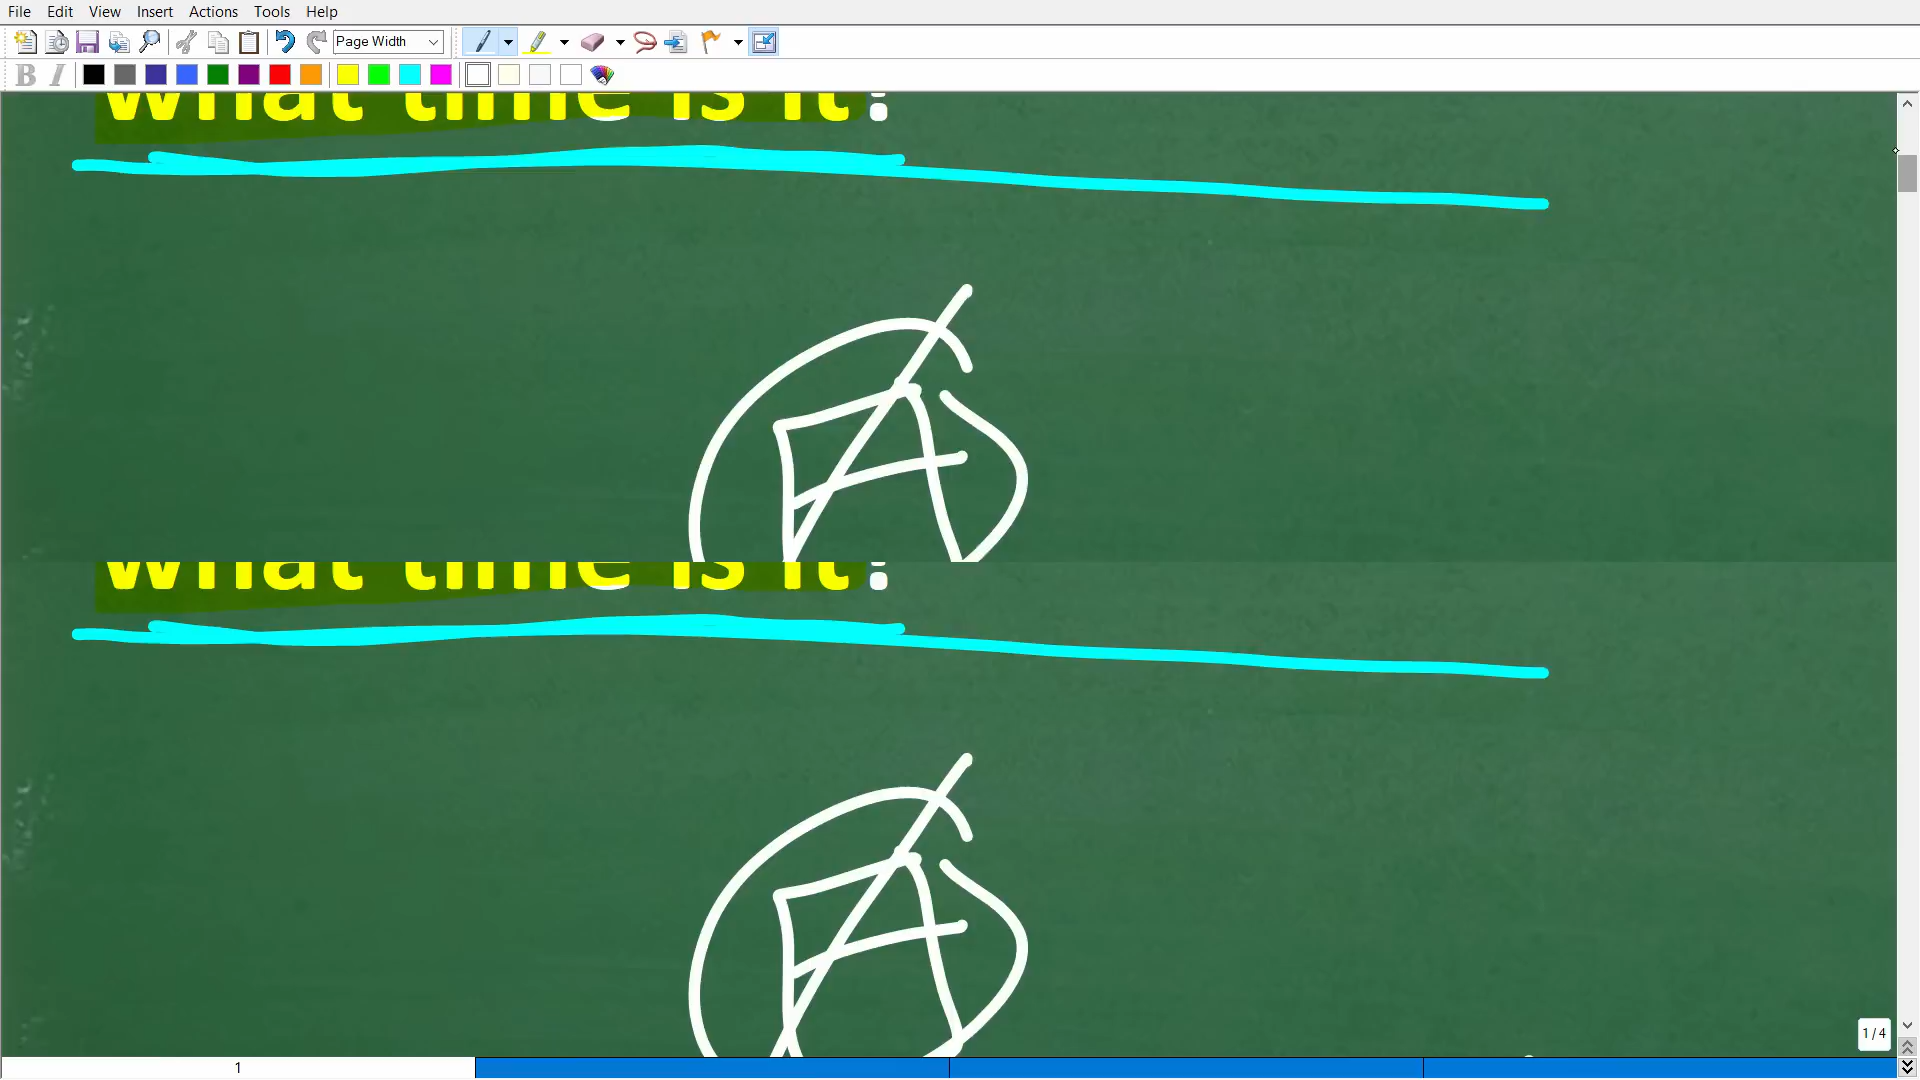 File Edit View Insert Actions Tools Help
Page Width
B I
What time is it?
What time is it?
1 / 4
1